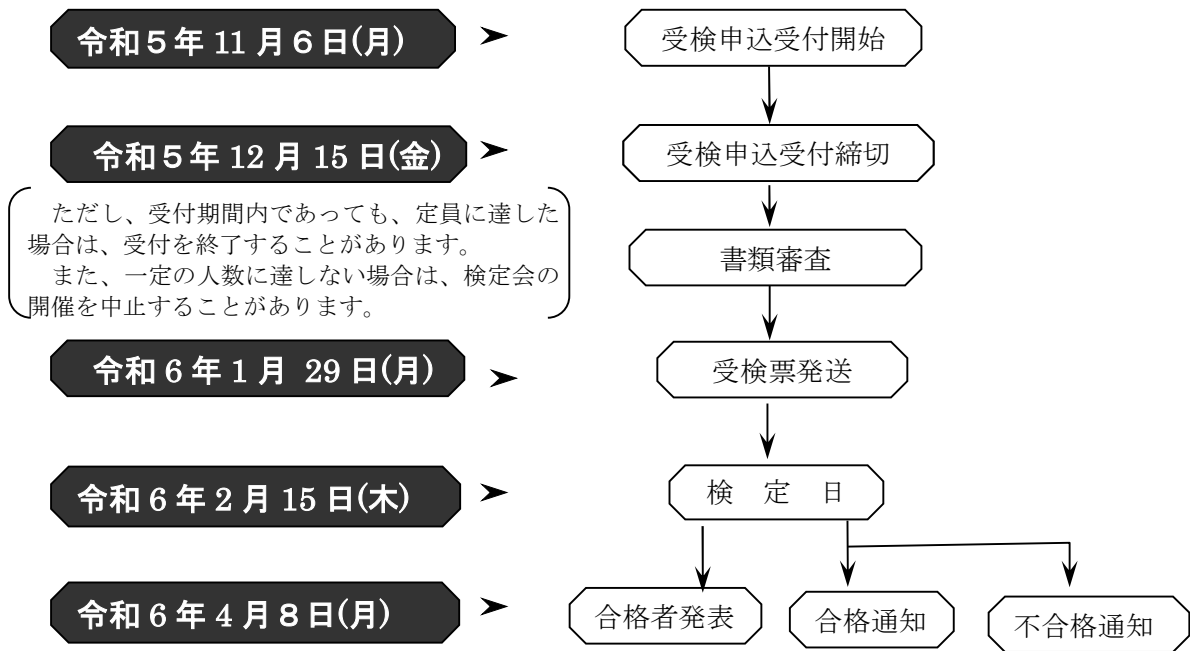 令和５年 11 月６日(月)
受検申込受付開始
令和５年 12 月 15 日(金)
受検申込受付締切
ただし、受付期間内であっても、定員に達した
場合は、受付を終了することがあります。
また、一定の人数に達しない場合は、検定会の
開催を中止することがあります。
書類審査
令和 6 年 1 月 29 日(月)
受検票発送
令和 6 年 2 月 15 日(木)
検　定　日
令和 6 年 4 月８日(月)
合格者発表
合格通知
不合格通知